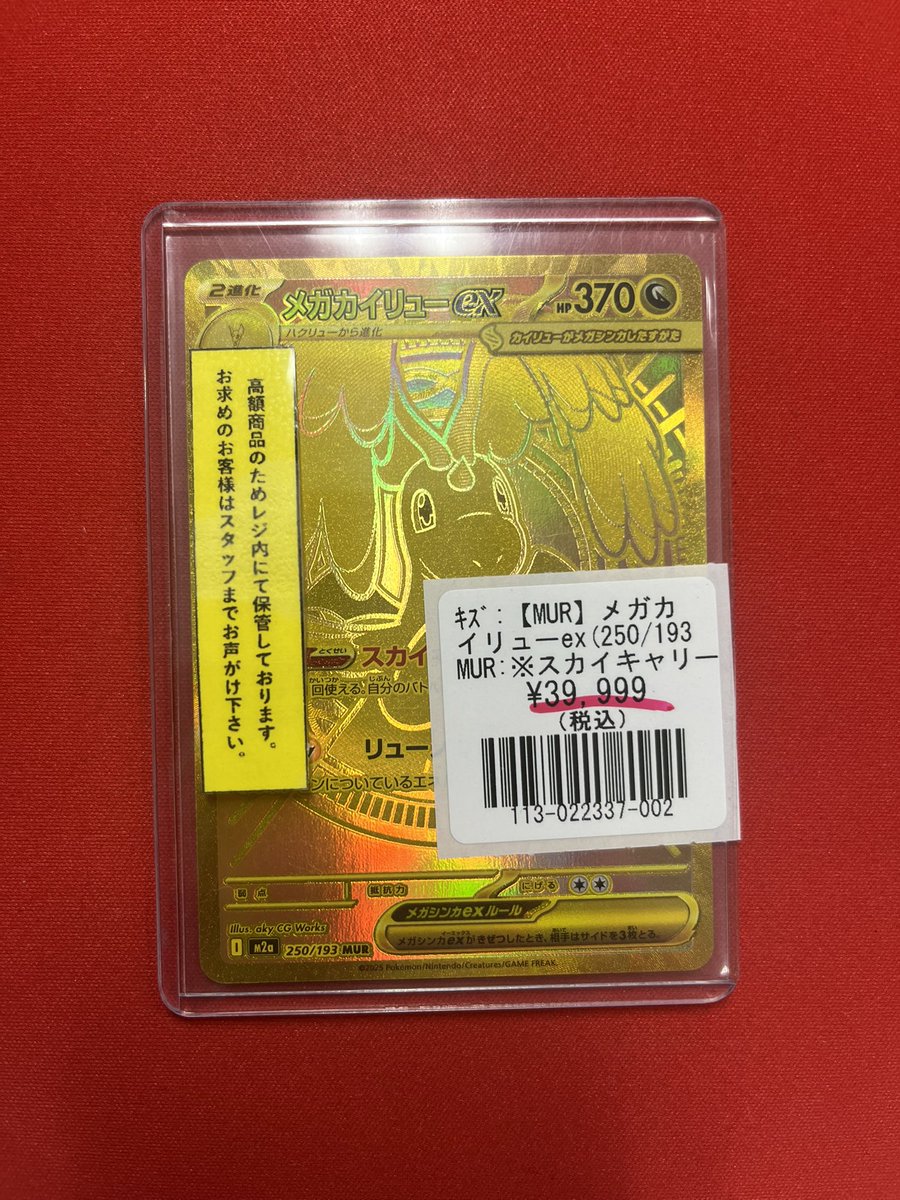 2進化
メガカイリューex
HP370
ハクリューから進化
カイリューがメガシンカしたすがた
高額商品のためレジ内にて保管しております。
お求めのお客様はスタッフまでお声がけ下さい。
とくせい
スカイ
回使える。自分のバト
リュー
ンについているエネ
ｷｽﾞ:【MUR】メガカ
イリューex(250/193
MUR:※スカイキャリー
¥39,999
(税込)
113-022337-002
弱点
抵抗力
にげる
メガシンカexルール
メガシンカexがきぜつしたとき、相手はサイドを3枚とる。
Illus. aky CG Works
I M2a 250/193 MUR
©2025 Pokémon/Nintendo/Creatures/GAME FREAK.